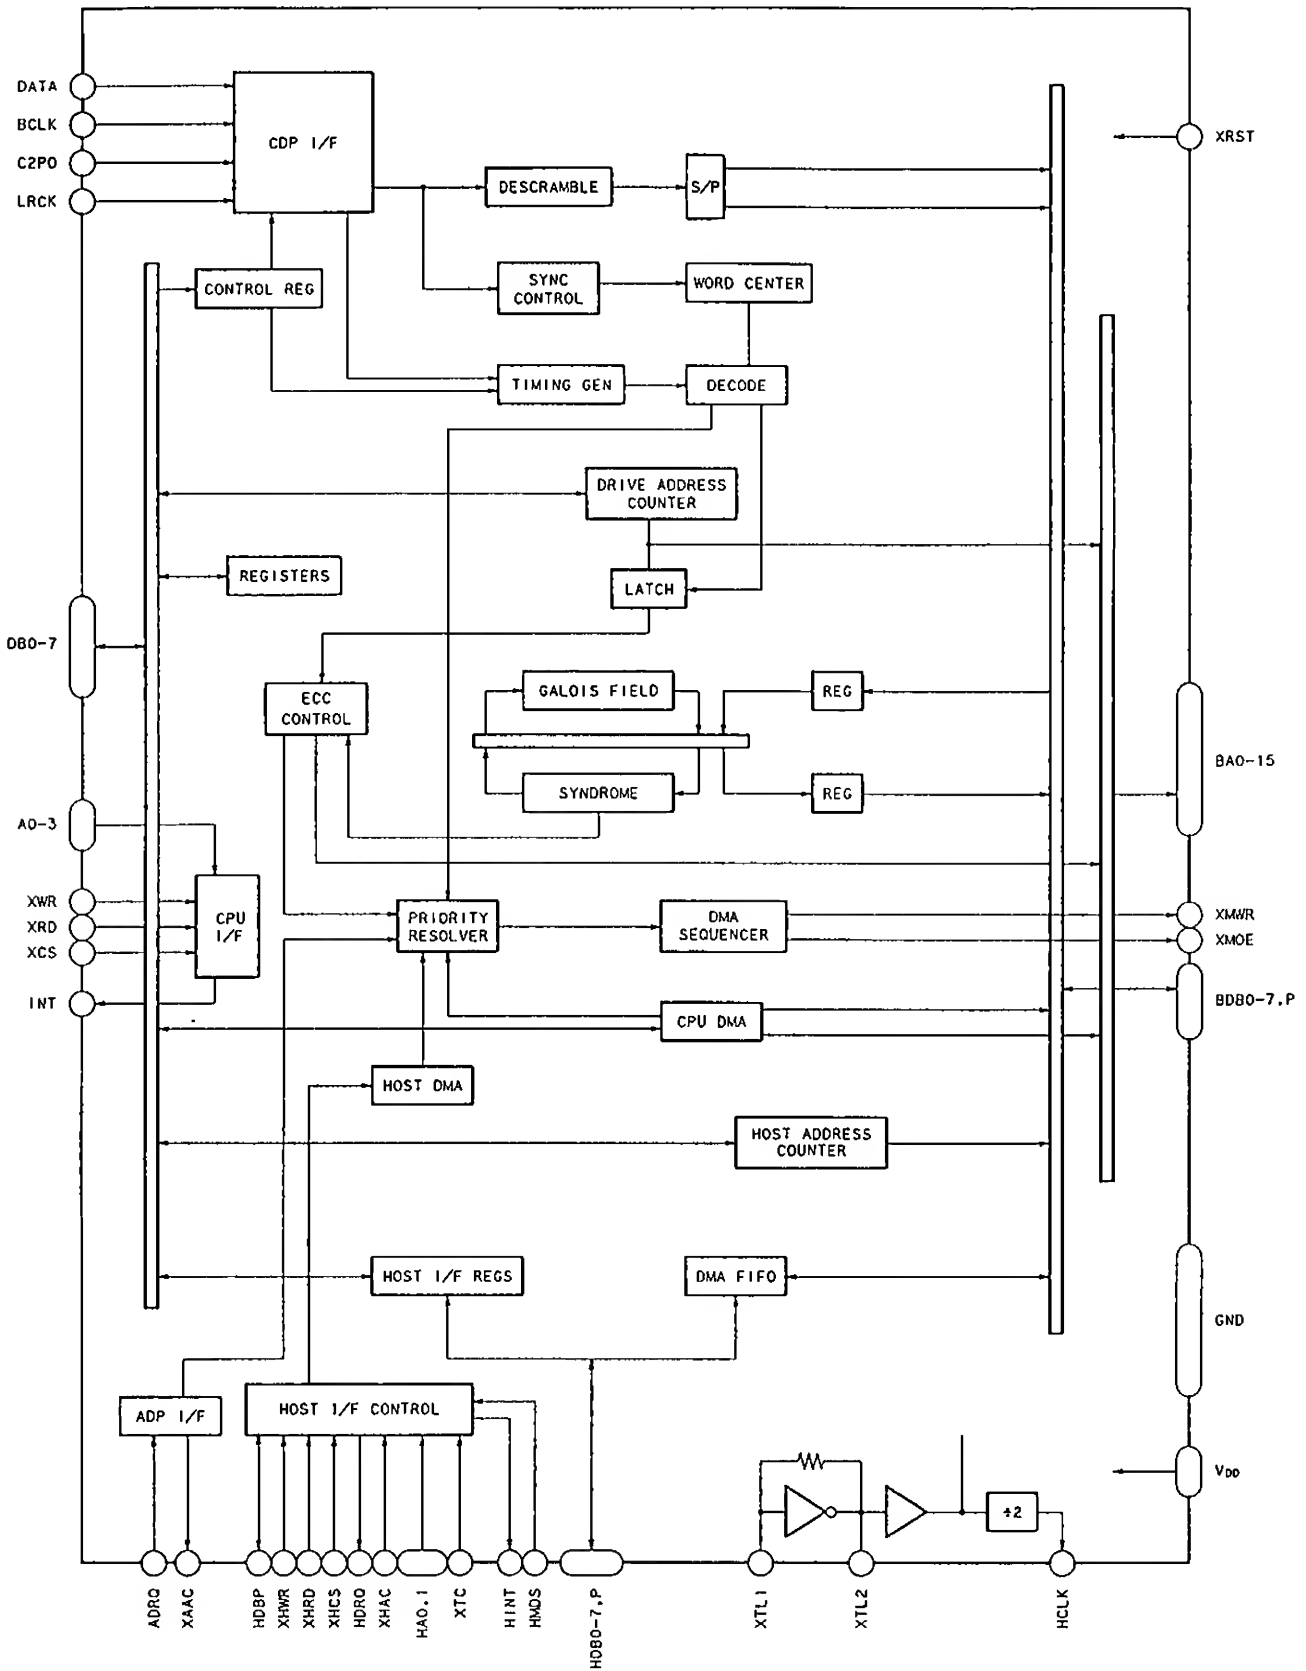 DATA
BCLK
C2PO
LRCK
CDP I/F
DESCRAMBLE
S/P
XRST
CONTROL REG
SYNC
CONTROL
WORD CENTER
TIMING GEN
DECODE
DRIVE ADDRESS
COUNTER
REGISTERS
LATCH
DB0-7
ECC
CONTROL
GALOIS FIELD
REG
SYNDROME
REG
BA0-15
A0-3
XWR
XRD
XCS
INT
CPU
I/F
PRIORITY
RESOLVER
DMA
SEQUENCER
XMWR
XMOE
BDB0-7,P
CPU DMA
HOST DMA
HOST ADDRESS
COUNTER
HOST I/F REGS
DMA FIFO
GND
ADP I/F
HOST I/F CONTROL
VDD
÷2
ADRQ
XAAC
HDBP
XHWR
XHRD
XHCS
HDRQ
XHAC
HA0,1
XTC
HINT
HMDS
HDB0-7,P
XTL1
XTL2
HCLK